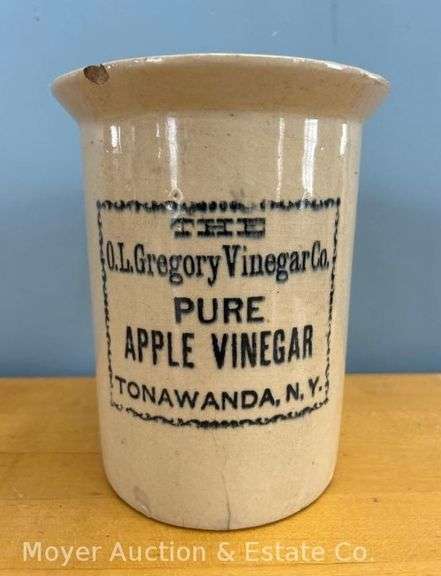 THE
O.L.Gregory Vinegar Co.
PURE
APPLE VINEGAR
TONAWANDA, N.Y.
Moyer Auction & Estate Co.